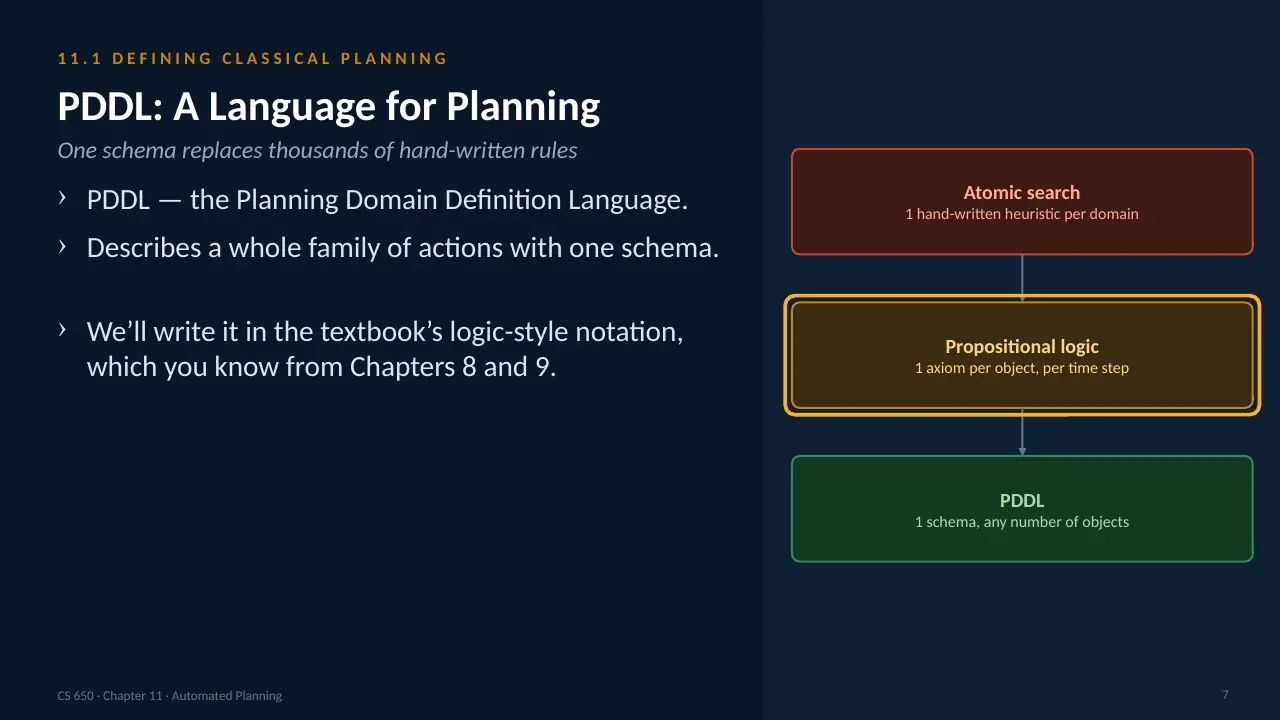 11.1 DEFINING CLASSICAL PLANNING
PDDL: A Language for Planning
One schema replaces thousands of hand-written rules
› PDDL — the Planning Domain Definition Language.
› Describes a whole family of actions with one schema.
› We’ll write it in the textbook’s logic-style notation,
which you know from Chapters 8 and 9.
Atomic search
1 hand-written heuristic per domain
Propositional logic
1 axiom per object, per time step
PDDL
1 schema, any number of objects
CS 650 · Chapter 11 · Automated Planning
7